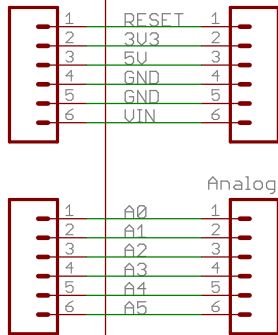 1 RESET 1
2 3V3 2
3 5V 3
4 GND 4
5 GND 5
6 VIN 6
Analog
1 A0 1
2 A1 2
3 A2 3
4 A3 4
5 A4 5
6 A5 6